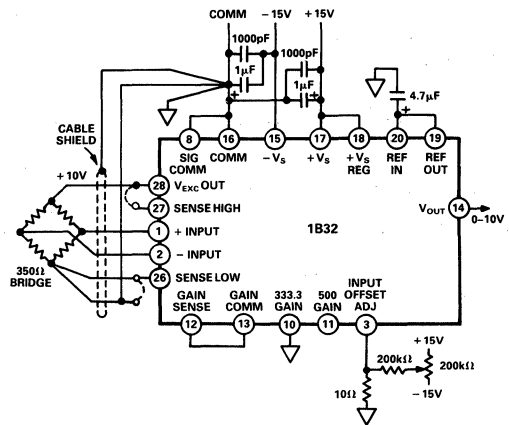 COMM -15V +15V
1000pF 1000pF
1μF 1μF
+ +
4.7μF
+
CABLE
SHIELD
8 16 15 17 18 20 19
SIG
COMM COMM -VS +VS +VS
REG REF
IN REF
OUT
+10V
28 VEXC OUT
27 SENSE HIGH
1 + INPUT
2 - INPUT
26 SENSE LOW
350Ω
BRIDGE
1B32
VOUT 14
0-10V
GAIN
SENSE GAIN
COMM 333.3
GAIN 500
GAIN INPUT
OFFSET
ADJ
12 13 10 11 3
+15V
200kΩ 200kΩ
10Ω
-15V